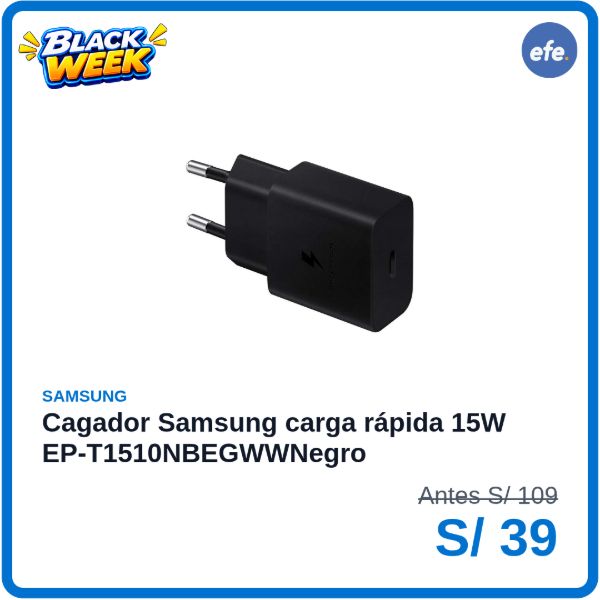 BLACK
WEEK
efe.
SAMSUNG
Cagador Samsung carga rápida 15W
EP-T1510NBEGWWNegro
Antes S/ 109
S/ 39